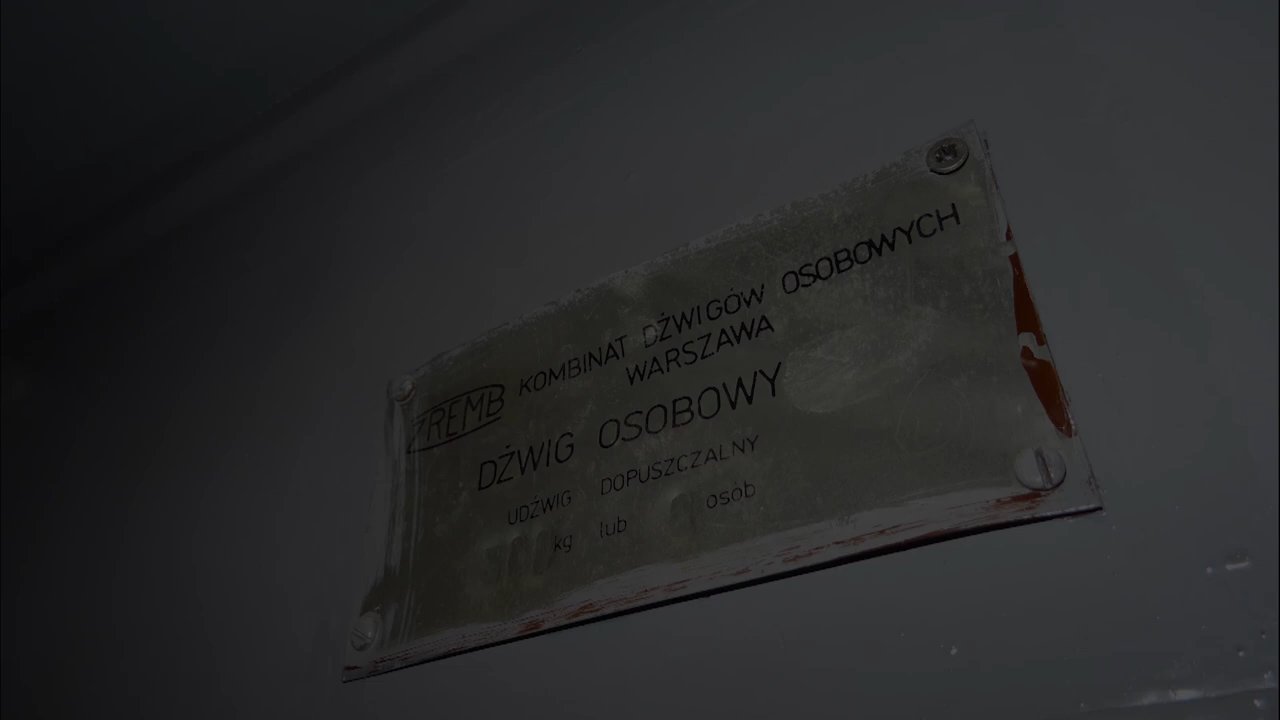 ZREMB KOMBINAT DŹWIGÓW OSOBOWYCH
WARSZAWA
DŹWIG OSOBOWY
UDŹWIG DOPUSZCZALNY
kg lub osób